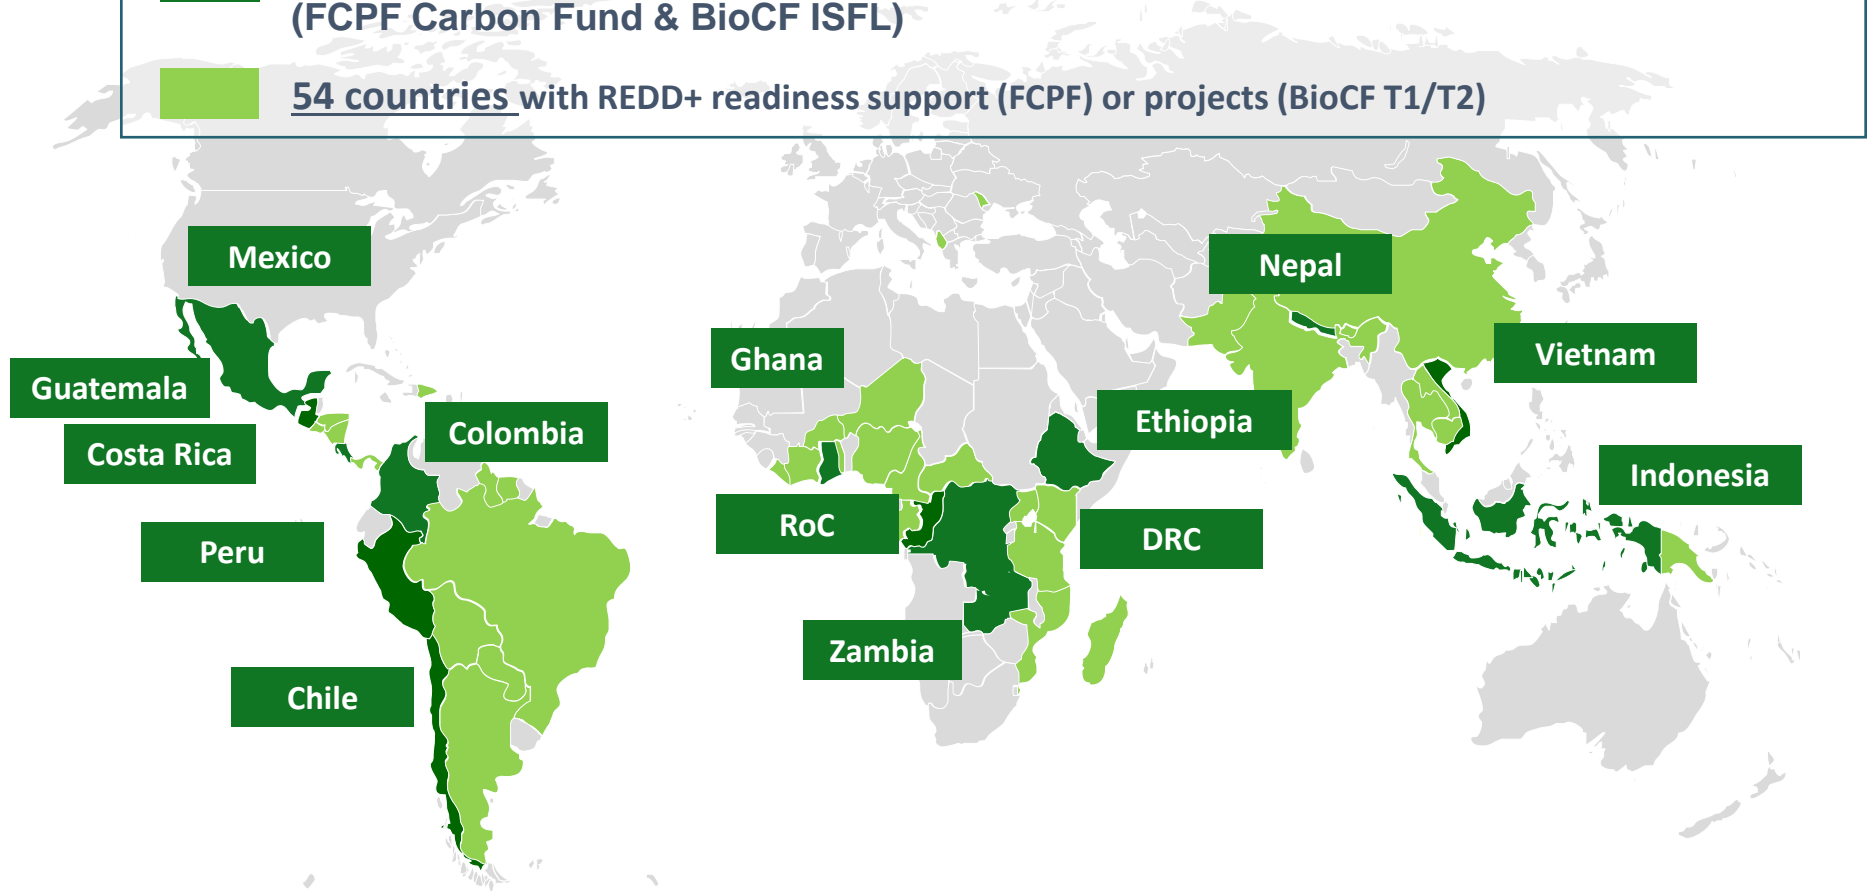 (FCPF Carbon Fund & BioCF ISFL)
54 countries with REDD+ readiness support (FCPF) or projects (BioCF T1/T2)
Mexico
Nepal
Ghana
Vietnam
Guatemala
Colombia
Ethiopia
Costa Rica
Indonesia
RoC
DRC
Peru
Zambia
Chile